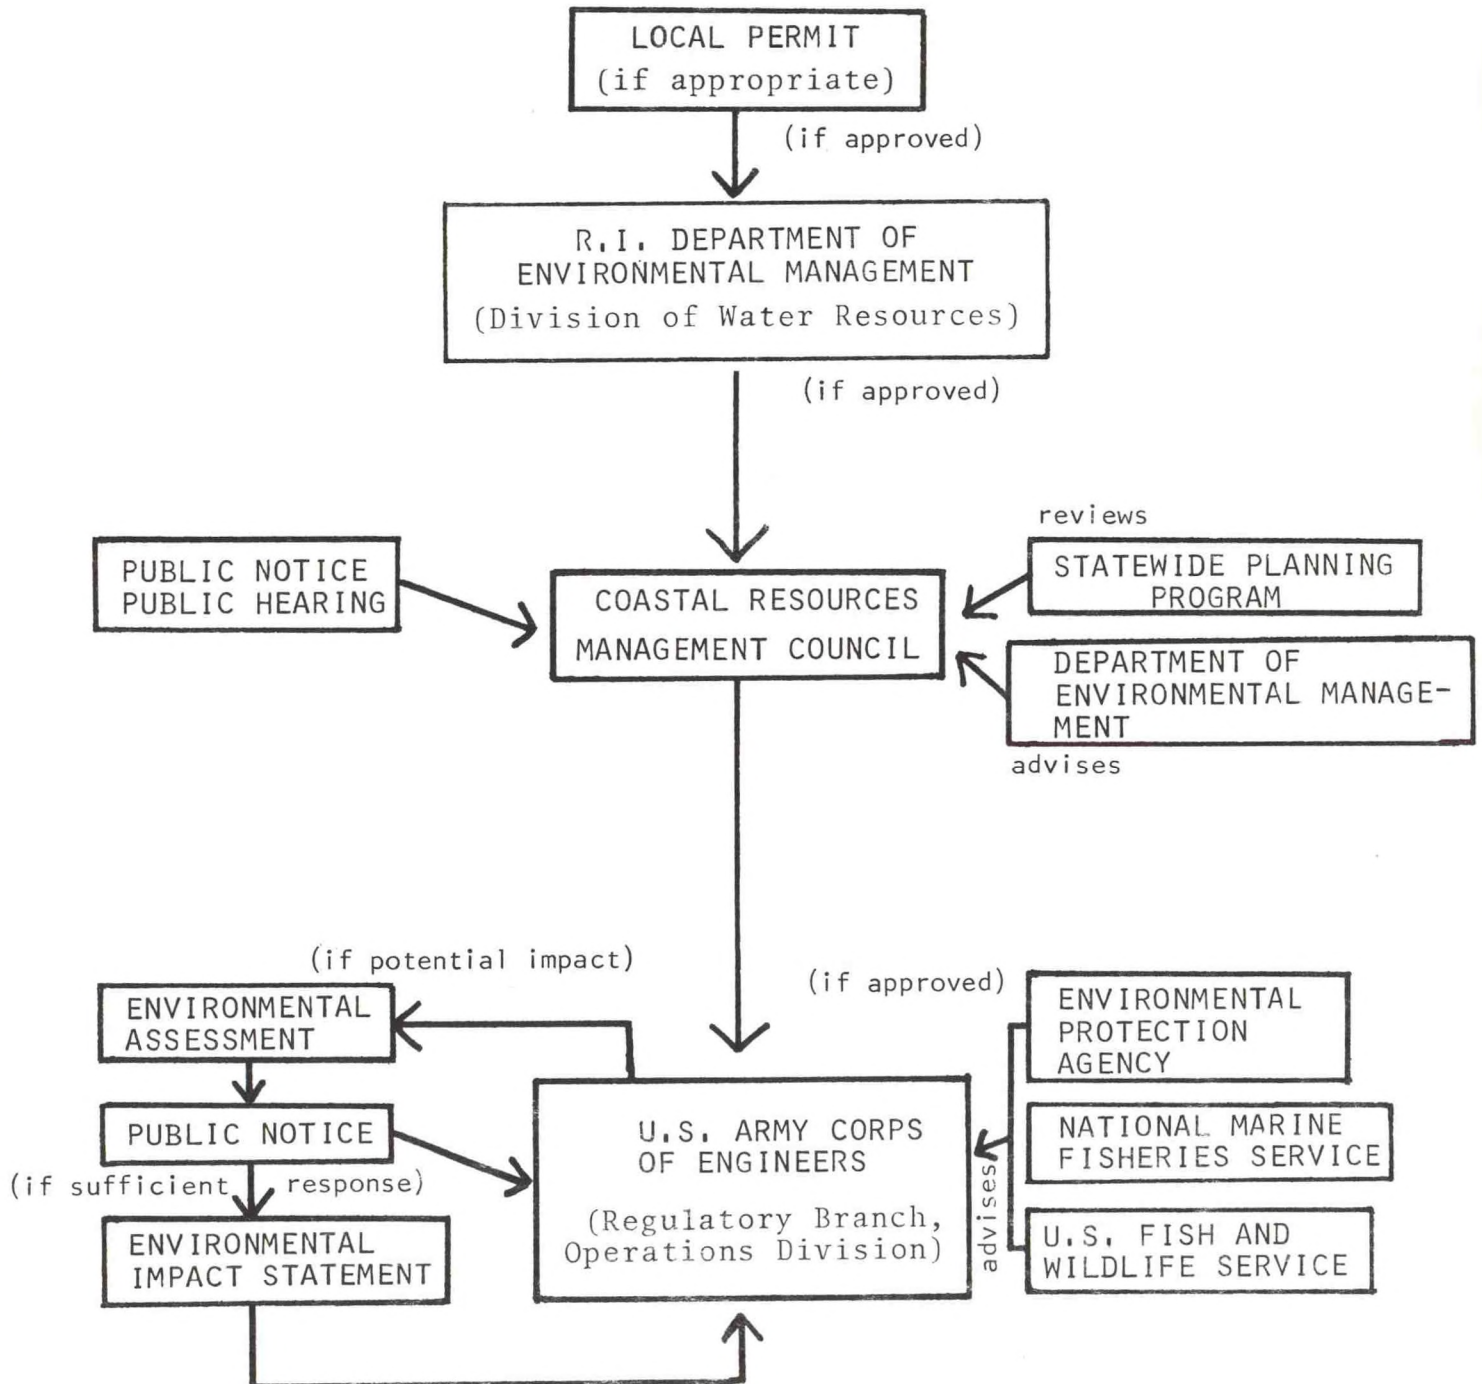 LOCAL PERMIT
(if appropriate)
(if approved)
R.I. DEPARTMENT OF
ENVIRONMENTAL MANAGEMENT
(Division of Water Resources)
(if approved)
PUBLIC NOTICE
PUBLIC HEARING
COASTAL RESOURCES
MANAGEMENT COUNCIL
reviews
STATEWIDE PLANNING
PROGRAM
DEPARTMENT OF
ENVIRONMENTAL MANAGE-
MENT
advises
(if potential impact)
(if approved)
ENVIRONMENTAL
ASSESSMENT
PUBLIC NOTICE
(if sufficient response)
ENVIRONMENTAL
IMPACT STATEMENT
U.S. ARMY CORPS
OF ENGINEERS
(Regulatory Branch,
Operations Division)
advises
ENVIRONMENTAL
PROTECTION
AGENCY
NATIONAL MARINE
FISHERIES SERVICE
U.S. FISH AND
WILDLIFE SERVICE